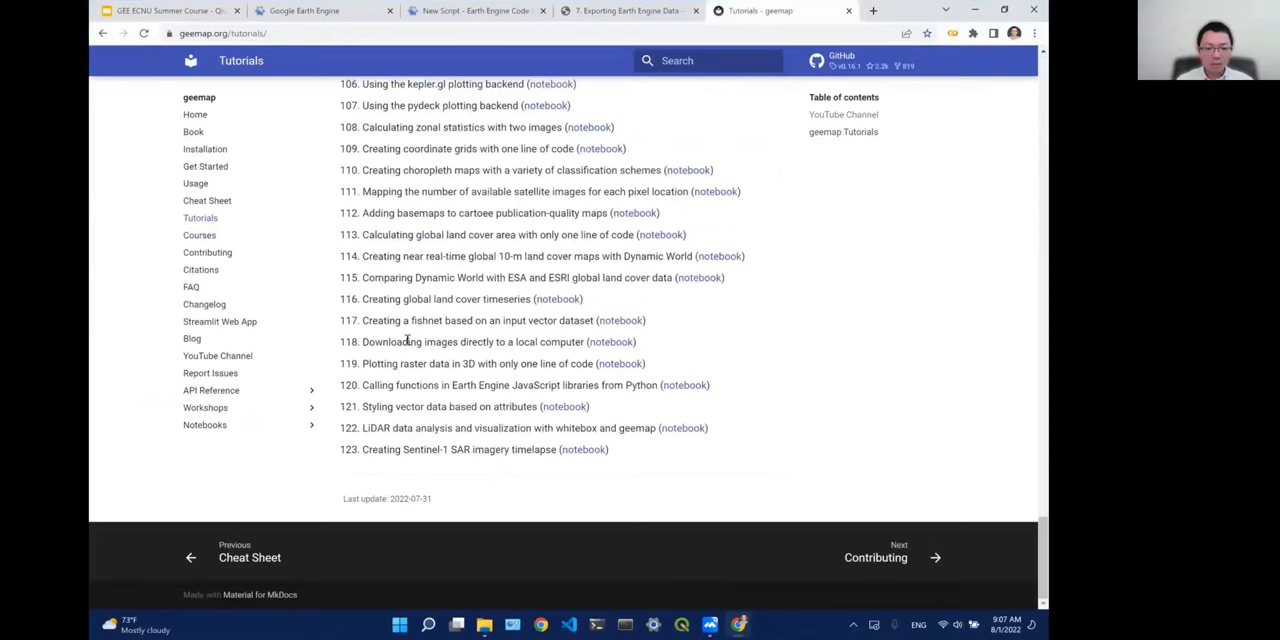 GEE ECNU Summer Course - Qiu
Google Earth Engine
New Script - Earth Engine Code
7. Exporting Earth Engine Data —
Tutorials - geemap
geemap.org/tutorials/
Tutorials
Search
GitHub
v0.16.1 2.2k 819
geemap
Home
Book
Installation
Get Started
Usage
Cheat Sheet
Tutorials
Courses
Contributing
Citations
FAQ
Changelog
Streamlit Web App
Blog
YouTube Channel
Report Issues
API Reference
Workshops
Notebooks
106. Using the kepler.gl plotting backend (notebook)
107. Using the pydeck plotting backend (notebook)
108. Calculating zonal statistics with two images (notebook)
109. Creating coordinate grids with one line of code (notebook)
110. Creating choropleth maps with a variety of classification schemes (notebook)
111. Mapping the number of available satellite images for each pixel location (notebook)
112. Adding basemaps to cartoee publication-quality maps (notebook)
113. Calculating global land cover area with only one line of code (notebook)
114. Creating near real-time global 10-m land cover maps with Dynamic World (notebook)
115. Comparing Dynamic World with ESA and ESRI global land cover data (notebook)
116. Creating global land cover timeseries (notebook)
117. Creating a fishnet based on an input vector dataset (notebook)
118. Downloading images directly to a local computer (notebook)
119. Plotting raster data in 3D with only one line of code (notebook)
120. Calling functions in Earth Engine JavaScript libraries from Python (notebook)
121. Styling vector data based on attributes (notebook)
122. LiDAR data analysis and visualization with whitebox and geemap (notebook)
123. Creating Sentinel-1 SAR imagery timelapse (notebook)
Last update: 2022-07-31
Table of contents
YouTube Channel
geemap Tutorials
Previous
Cheat Sheet
Next
Contributing
Made with Material for MkDocs
73°F
Mostly cloudy
ENG
9:07 AM
8/1/2022